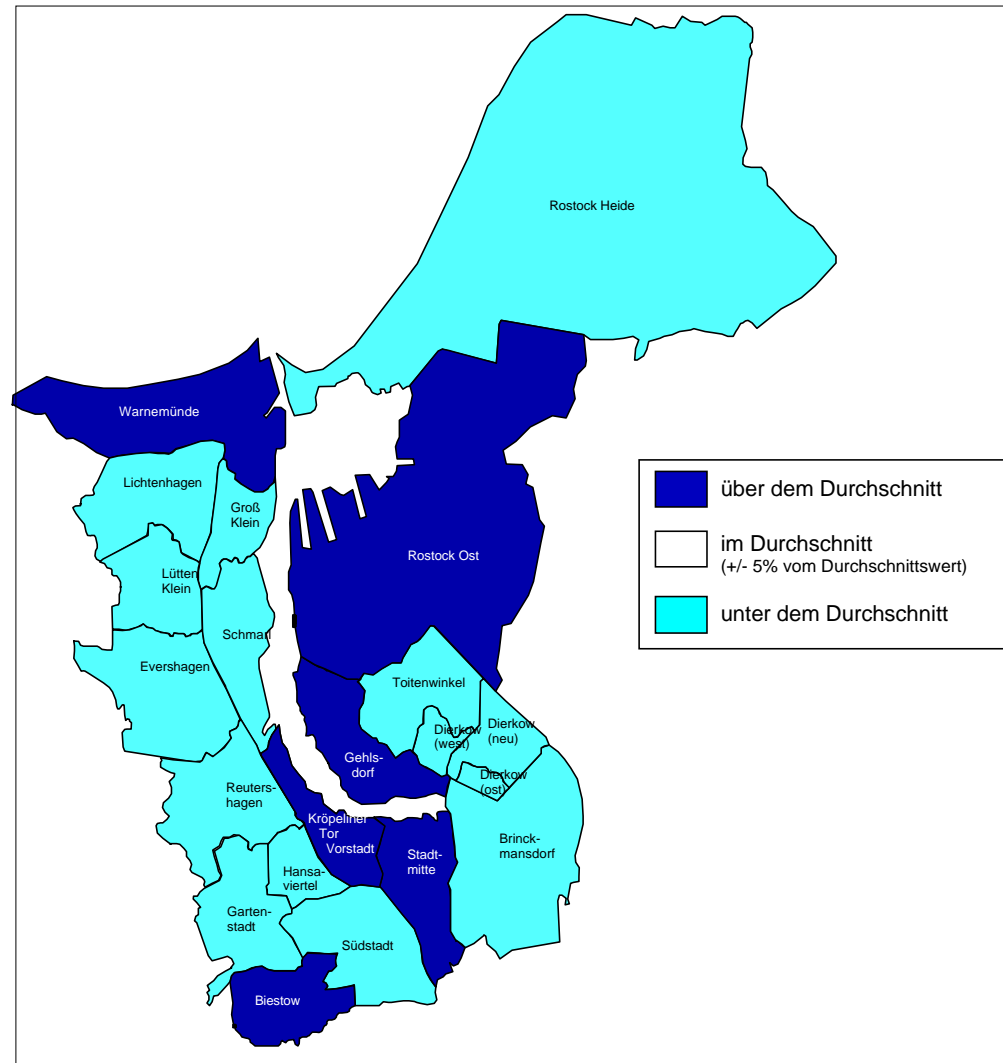 Rostock Heide
Warnemünde
Lichtenhagen
Groß
Klein
über dem Durchschnitt
im Durchschnitt
(+/- 5% vom Durchschnittswert)
unter dem Durchschnitt
Rostock Ost
Lütten
Klein
Schmarl
Evershagen
Toitenwinkel
Dierkow
(west)
Dierkow
(neu)
Gehls-
dorf
Dierkow
(ost)
Reuters-
hagen
Kröpeliner
Tor
Vorstadt
Stadt-
mitte
Brinck-
mansdorf
Hansa-
viertel
Garten-
stadt
Südstadt
Biestow